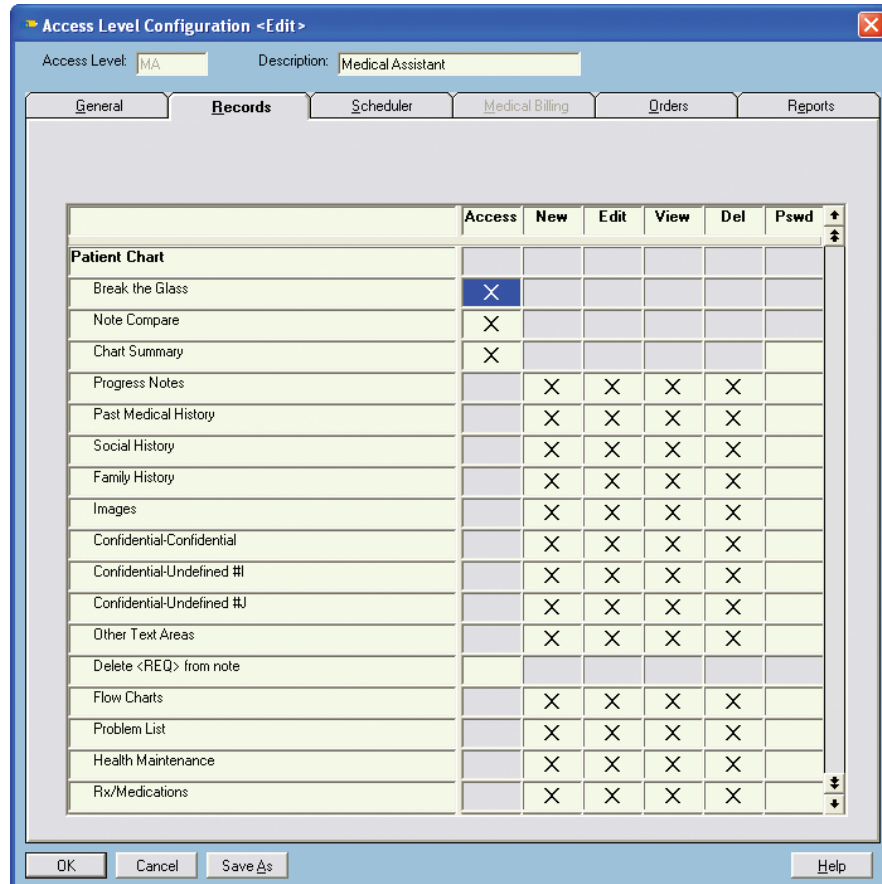 Access Level Configuration <Edit>
Access Level: MA Description: Medical Assistant
General Records Scheduler Medical Billing Orders Reports
Access New Edit View Del Pswd
Patient Chart
Break the Glass X
Note Compare X
Chart Summary X
Progress Notes X X X X
Past Medical History X X X X
Social History X X X X
Family History X X X X
Images X X X X
Confidential-Confidential X X X X
Confidential-Undefined #I X X X X
Confidential-Undefined #J X X X X
Other Text Areas X X X X
Delete <REQ> from note
Flow Charts X X X X
Problem List X X X X
Health Maintenance X X X X
Rx/Medications X X X X
OK Cancel Save As Help